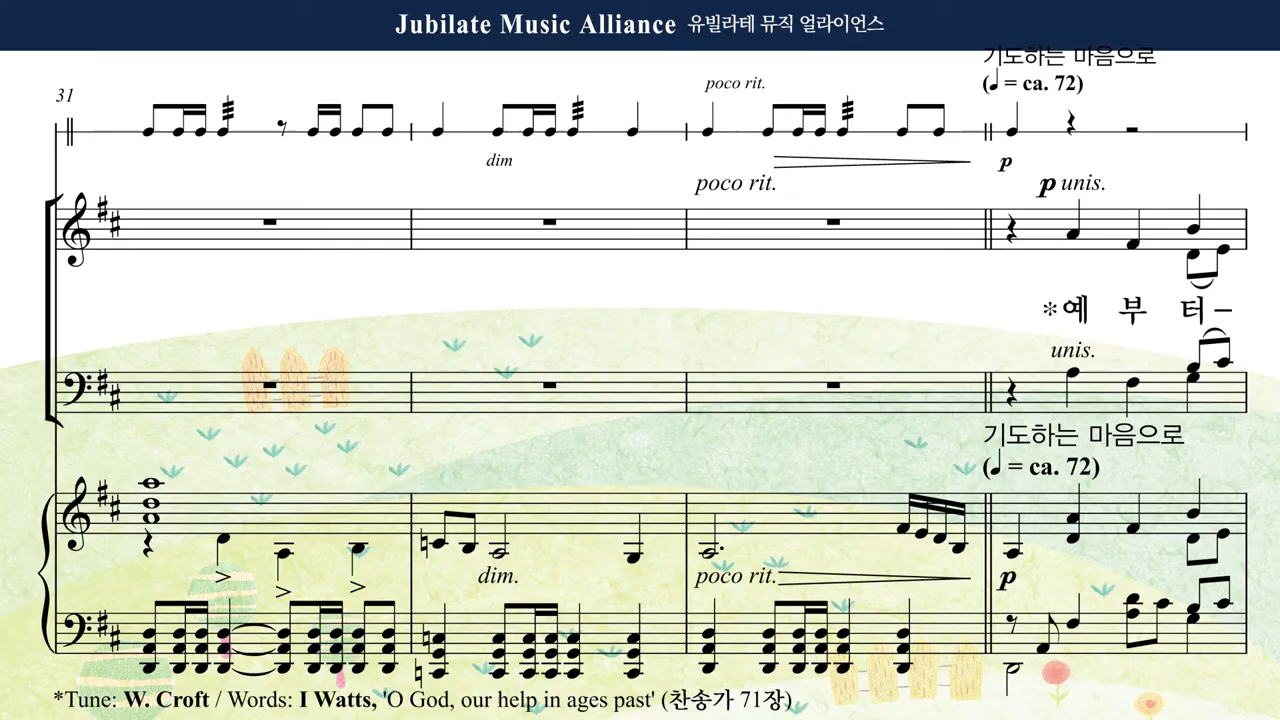 Jubilate Music Alliance 유빌라테 뮤직 얼라이언스
기도하는 마음으로
poco rit.
(♩ = ca. 72)
31
dim
p
poco rit.
p unis.
*예 부 터 –
unis.
기도하는 마음으로
(♩ = ca. 72)
dim.
poco rit.
p
*Tune: W. Croft / Words: I Watts, 'O God, our help in ages past' (찬송가 71장)